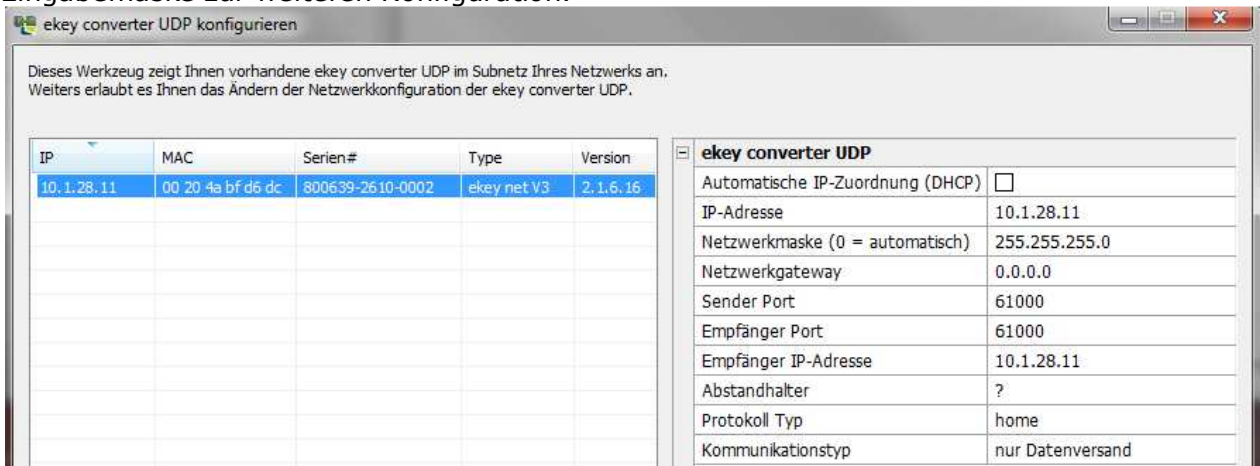 Eingabemaske zur weiteren Konfiguration.
ekey converter UDP konfigurieren
Dieses Werkzeug zeigt Ihnen vorhandene ekey converter UDP im Subnetz Ihres Netzwerks an.
Weiters erlaubt es Ihnen das Ändern der Netzwerkkonfiguration der ekey converter UDP.
IP MAC Serien# Type Version
10.1.28.11 00 20 4a bf d6 dc 800639-2610-0002 ekey net V3 2.1.6.16
ekey converter UDP
Automatische IP-Zuordnung (DHCP)
IP-Adresse 10.1.28.11
Netzwerkmaske (0 = automatisch) 255.255.255.0
Netzwerkgateway 0.0.0.0
Sender Port 61000
Empfänger Port 61000
Empfänger IP-Adresse 10.1.28.11
Abstandhalter ?
Protokoll Typ home
Kommunikationstyp nur Datenversand